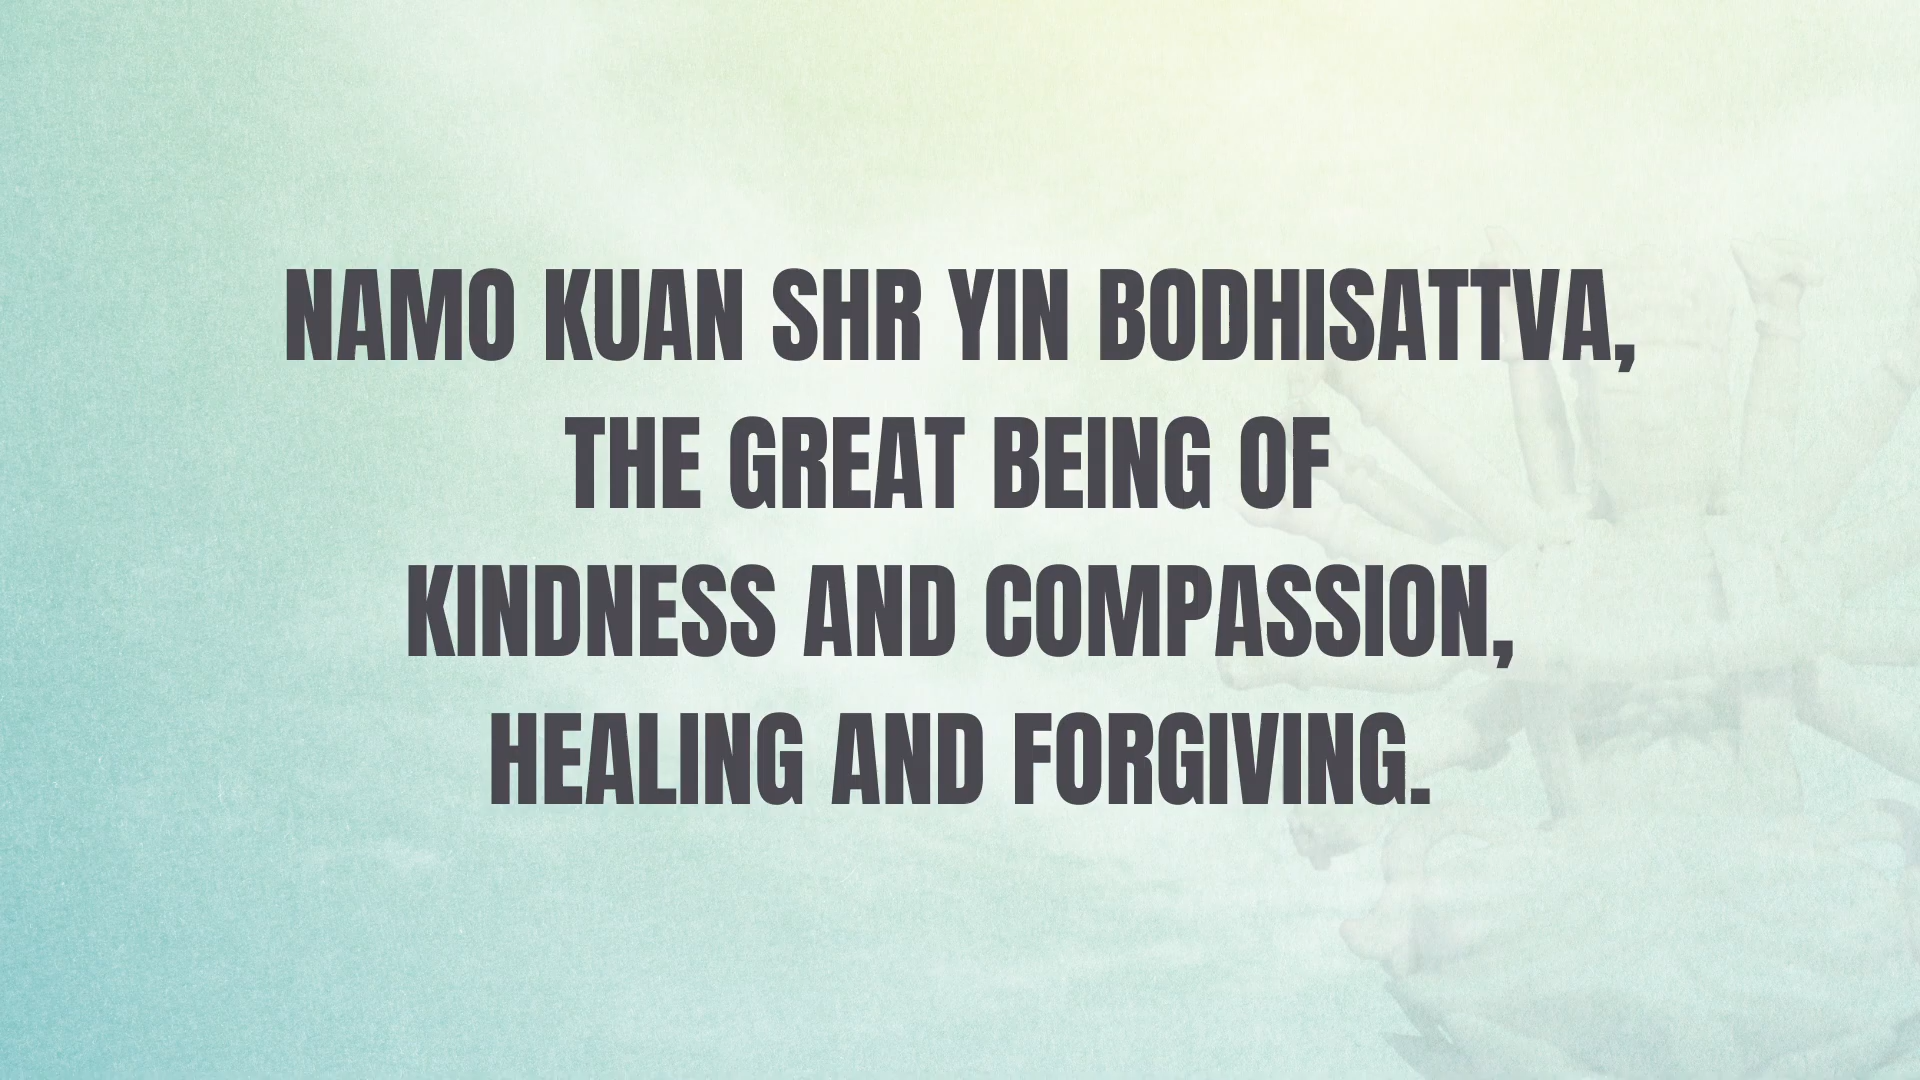 NAMO KUAN SHR YIN BODHISATTVA,
THE GREAT BEING OF
KINDNESS AND COMPASSION,
HEALING AND FORGIVING.